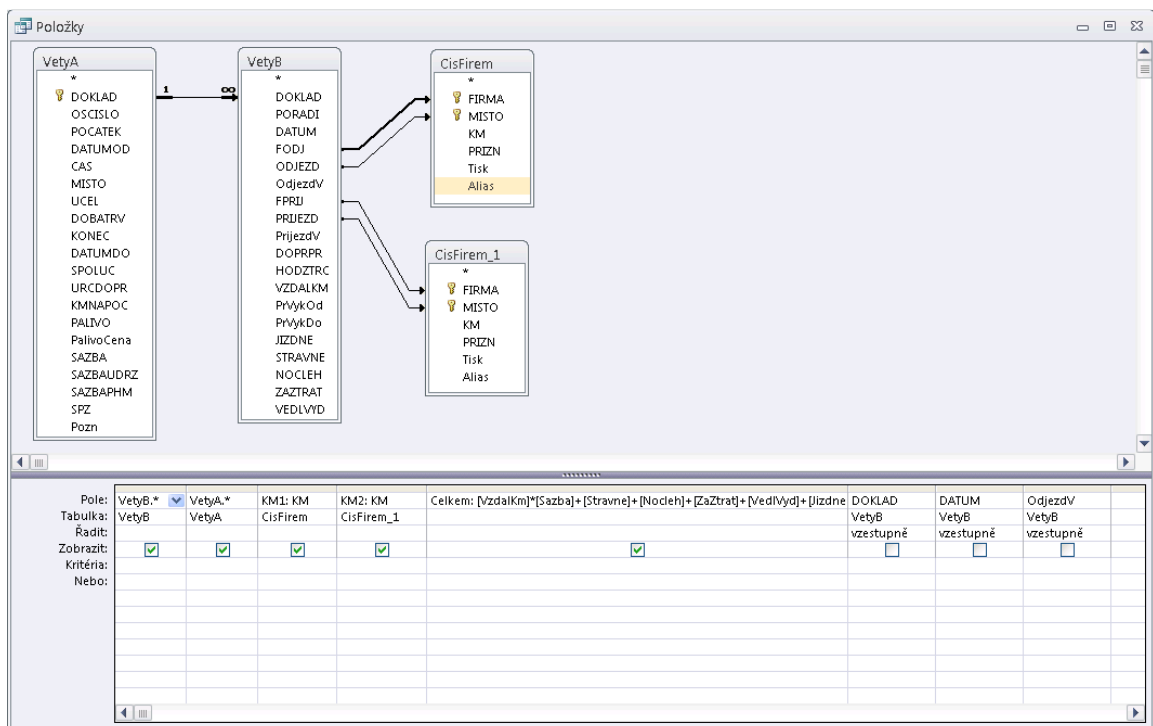 Položky
VetyA
*
DOKLAD
OSCISLO
POCATEK
DATUMOD
CAS
MISTO
UCEL
DOBATRV
KONEC
DATUMDO
SPOLUC
URCDOPR
KMNAPOC
PALIVO
PalivoCena
SAZBA
SAZBAUDRZ
SAZBAPHM
SPZ
Pozn
1
∞
VetyB
*
DOKLAD
PORADI
DATUM
FODJ
ODJEZD
OdjezdV
FPRIJ
PRIJEZD
PrijezdV
DOPRPR
HODZTRC
VZDALKM
PrVykOd
PrVykDo
JIZDNE
STRAVNE
NOCLEH
ZAZTRAT
VEDLVYD
CisFirem
*
FIRMA
MISTO
KM
PRIZN
Tisk
Alias
CisFirem_1
*
FIRMA
MISTO
KM
PRIZN
Tisk
Alias
Pole: VetyB.* VetyA.* KM1: KM KM2: KM Celkem: [VzdalKm]*[Sazba]+[Stravne]+[Nocleh]+[ZaZtrat]+[VedlVyd]+[Jizdne DOKLAD DATUM OdjezdV
Tabulka: VetyB VetyA CisFirem CisFirem_1 VetyB VetyB VetyB
Řadit: vzestupně vzestupně vzestupně
Zobrazit:
Kritéria:
Nebo: